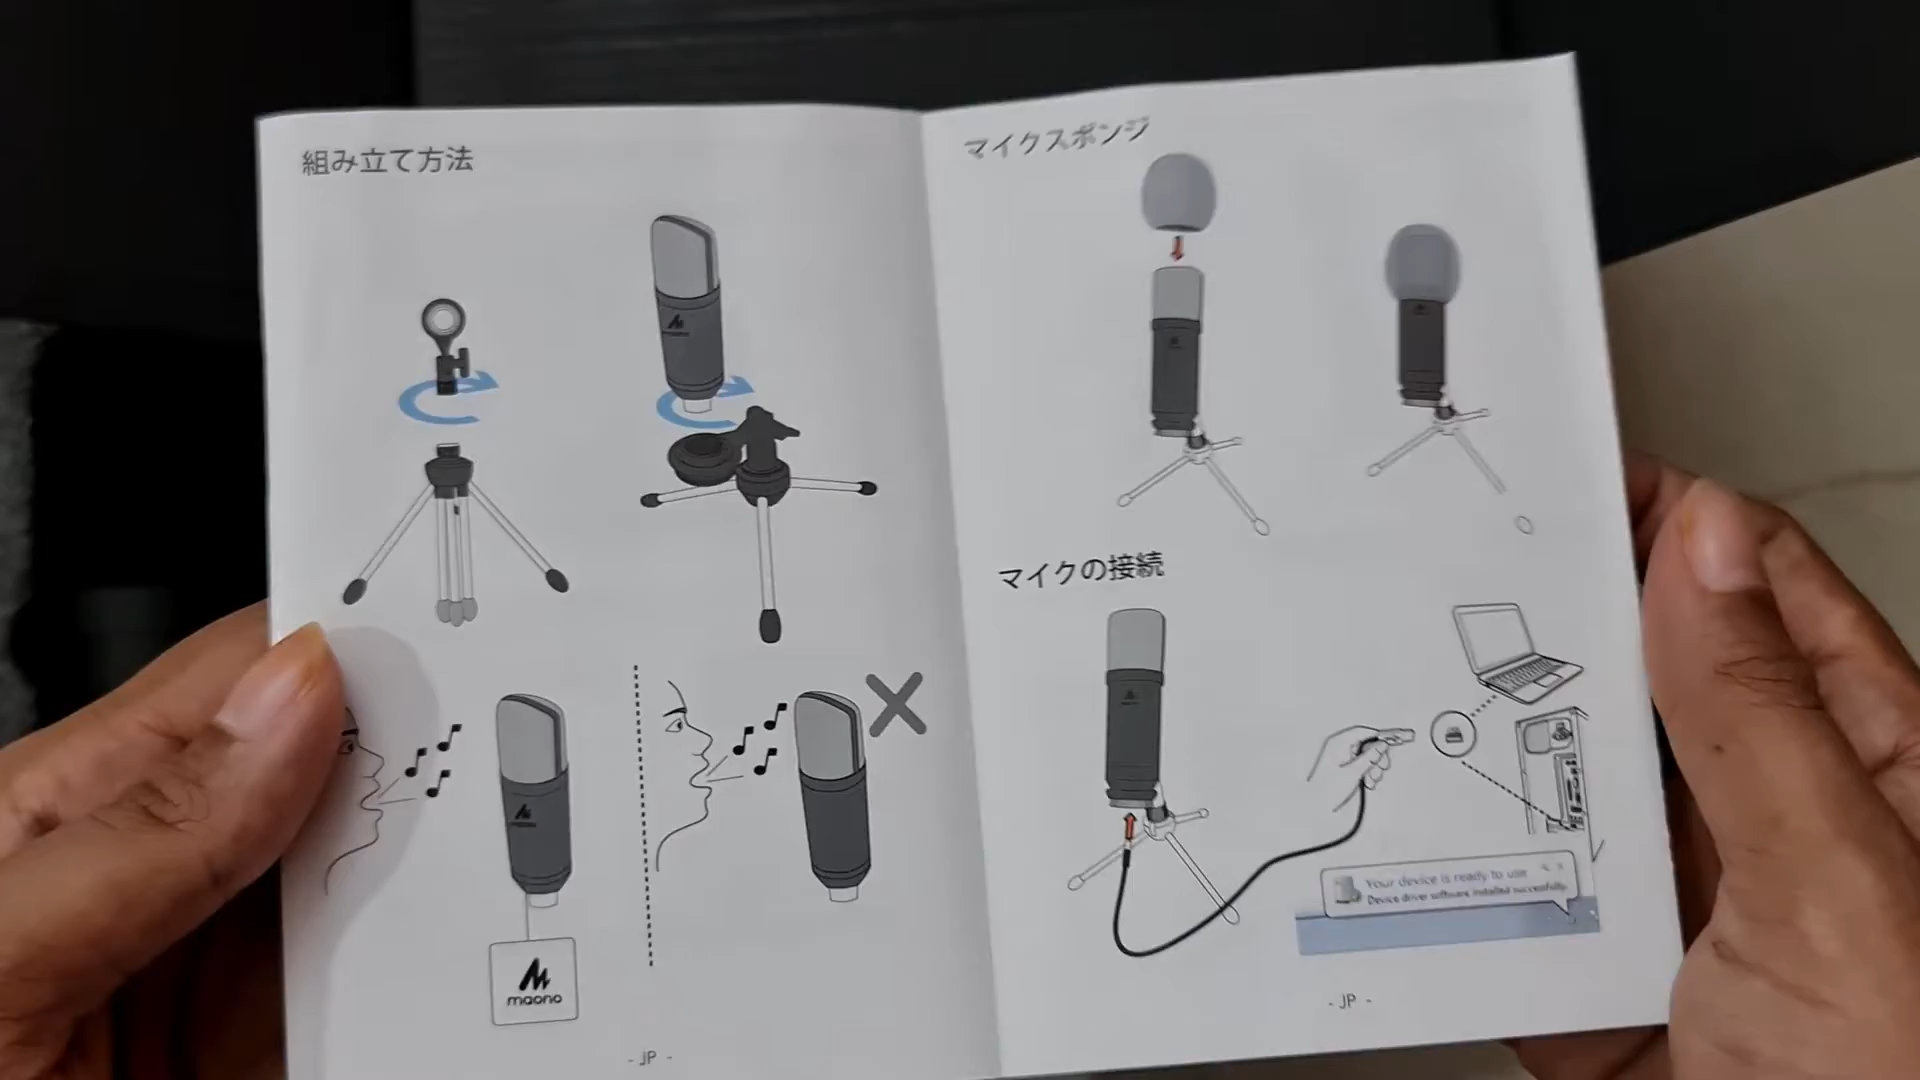 組み立て方法
maono
- JP -
マイクスポンジ
マイクの接続
Your device is ready to use
Device driver software installed successfully.
- JP -